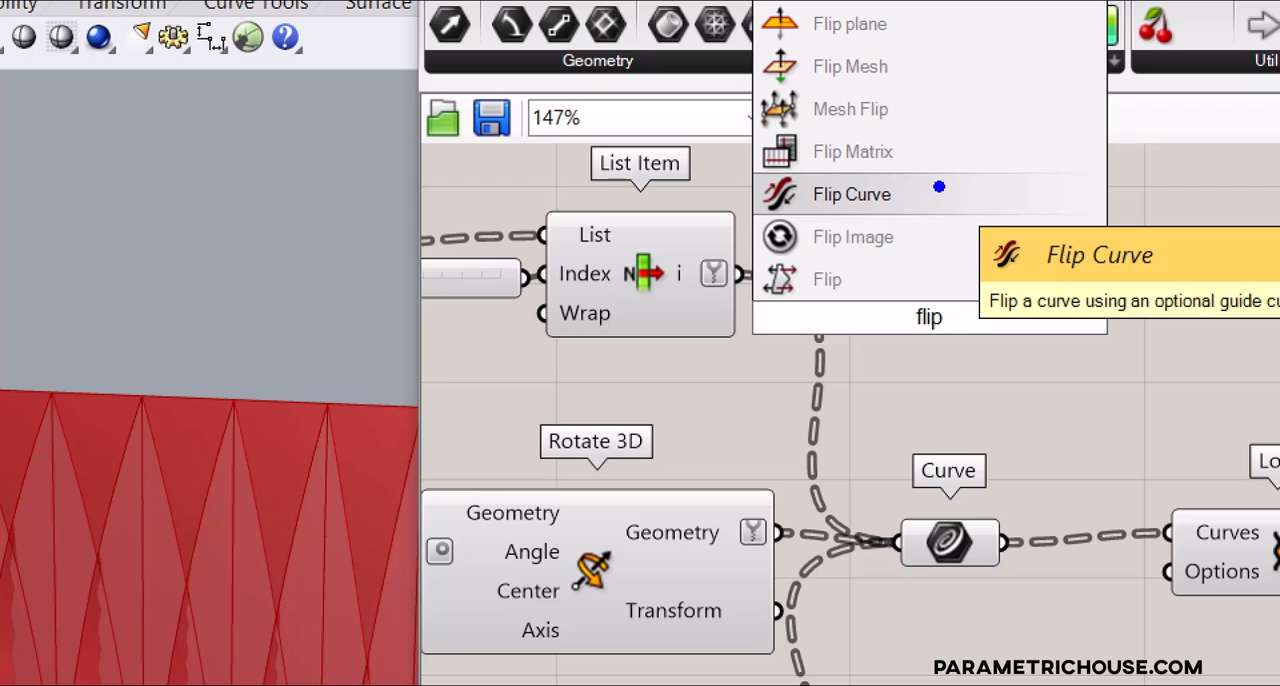 Transform
Curve Tools
Surface
Geometry
Util
147%
Flip plane
Flip Mesh
Mesh Flip
Flip Matrix
Flip Curve
Flip Image
Flip
flip
Flip Curve
Flip a curve using an optional guide cu
List Item
List
Index
N
i
Wrap
Rotate 3D
Geometry
Angle
Center
Axis
Geometry
Transform
Curve
Lo
Curves
Options
PARAMETRICHOUSE.COM